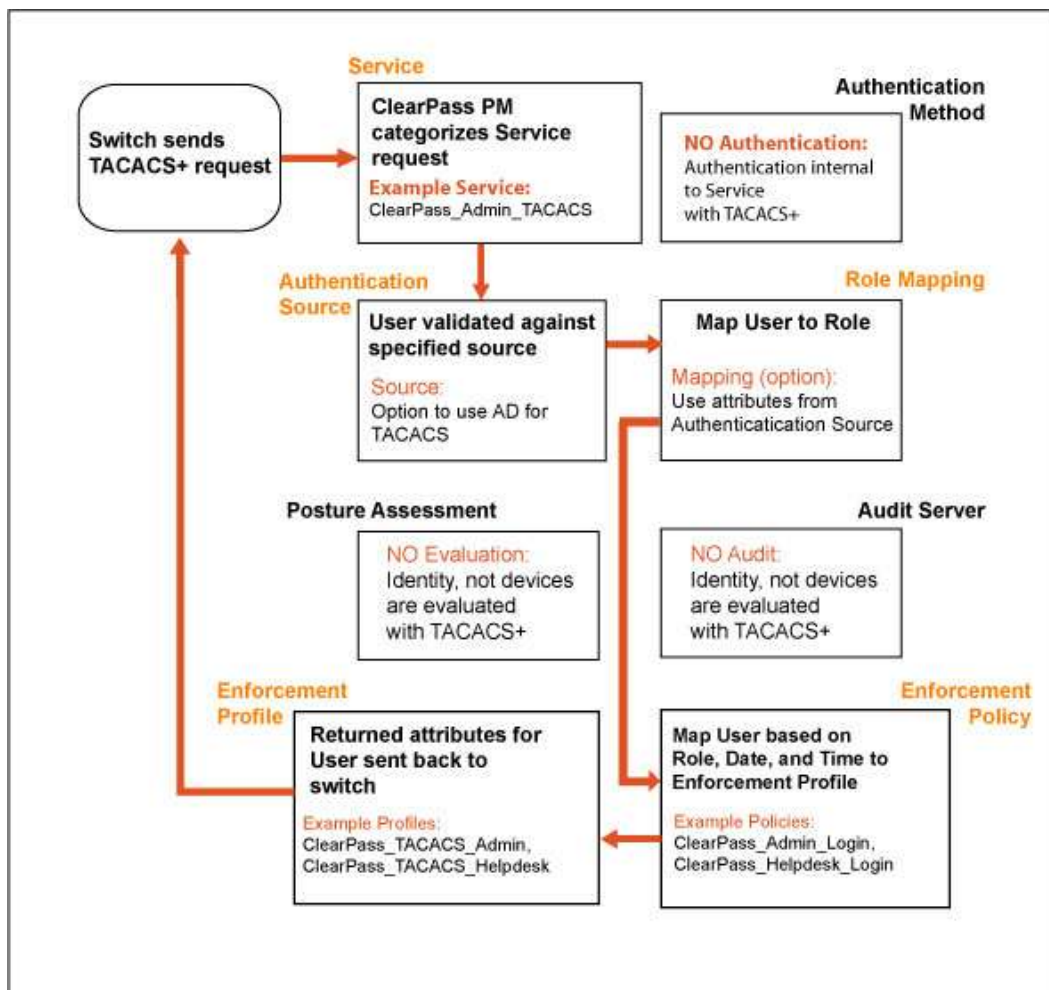 Service
Switch sends
TACACS+ request
ClearPass PM
categorizes Service
request
Example Service:
ClearPass_Admin_TACACS
Authentication
Method
NO Authentication:
Authentication internal
to Service
with TACACS+
Authentication
Source
User validated against
specified source
Source:
Option to use AD for
TACACS
Role Mapping
Map User to Role
Mapping (option):
Use attributes from
Authenticatication Source
Posture Assessment
NO Evaluation:
Identity, not devices
are evaluated
with TACACS+
Audit Server
NO Audit:
Identity, not devices
are evaluated
with TACACS+
Enforcement
Profile
Returned attributes for
User sent back to
switch
Example Profiles:
ClearPass_TACACS_Admin,
ClearPass_TACACS_Helpdesk
Enforcement
Policy
Map User based on
Role, Date, and Time to
Enforcement Profile
Example Policies:
ClearPass_Admin_Login,
ClearPass_Helpdesk_Login